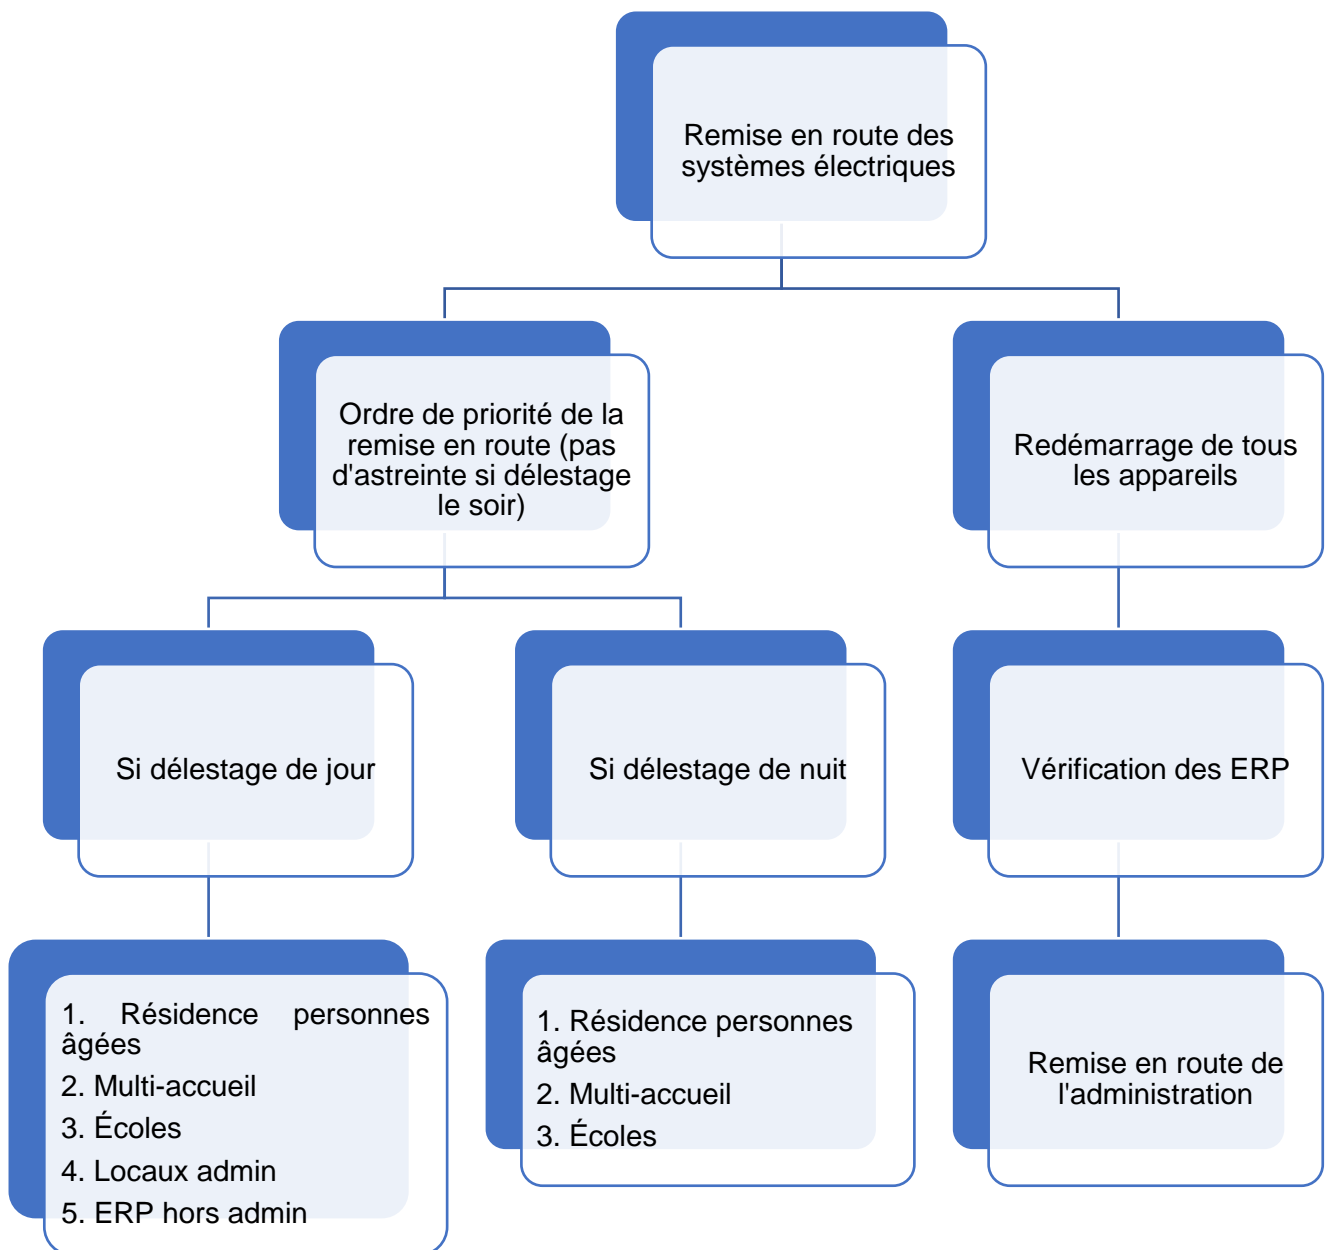 Remise en route des
systèmes électriques
Ordre de priorité de la
remise en route (pas
d'astreinte si délestage
le soir)
Redémarrage de tous
les appareils
Si délestage de jour
Si délestage de nuit
Vérification des ERP
1. Résidence personnes
âgées
2. Multi-accueil
3. Écoles
4. Locaux admin
5. ERP hors admin
1. Résidence personnes
âgées
2. Multi-accueil
3. Écoles
Remise en route de
l'administration